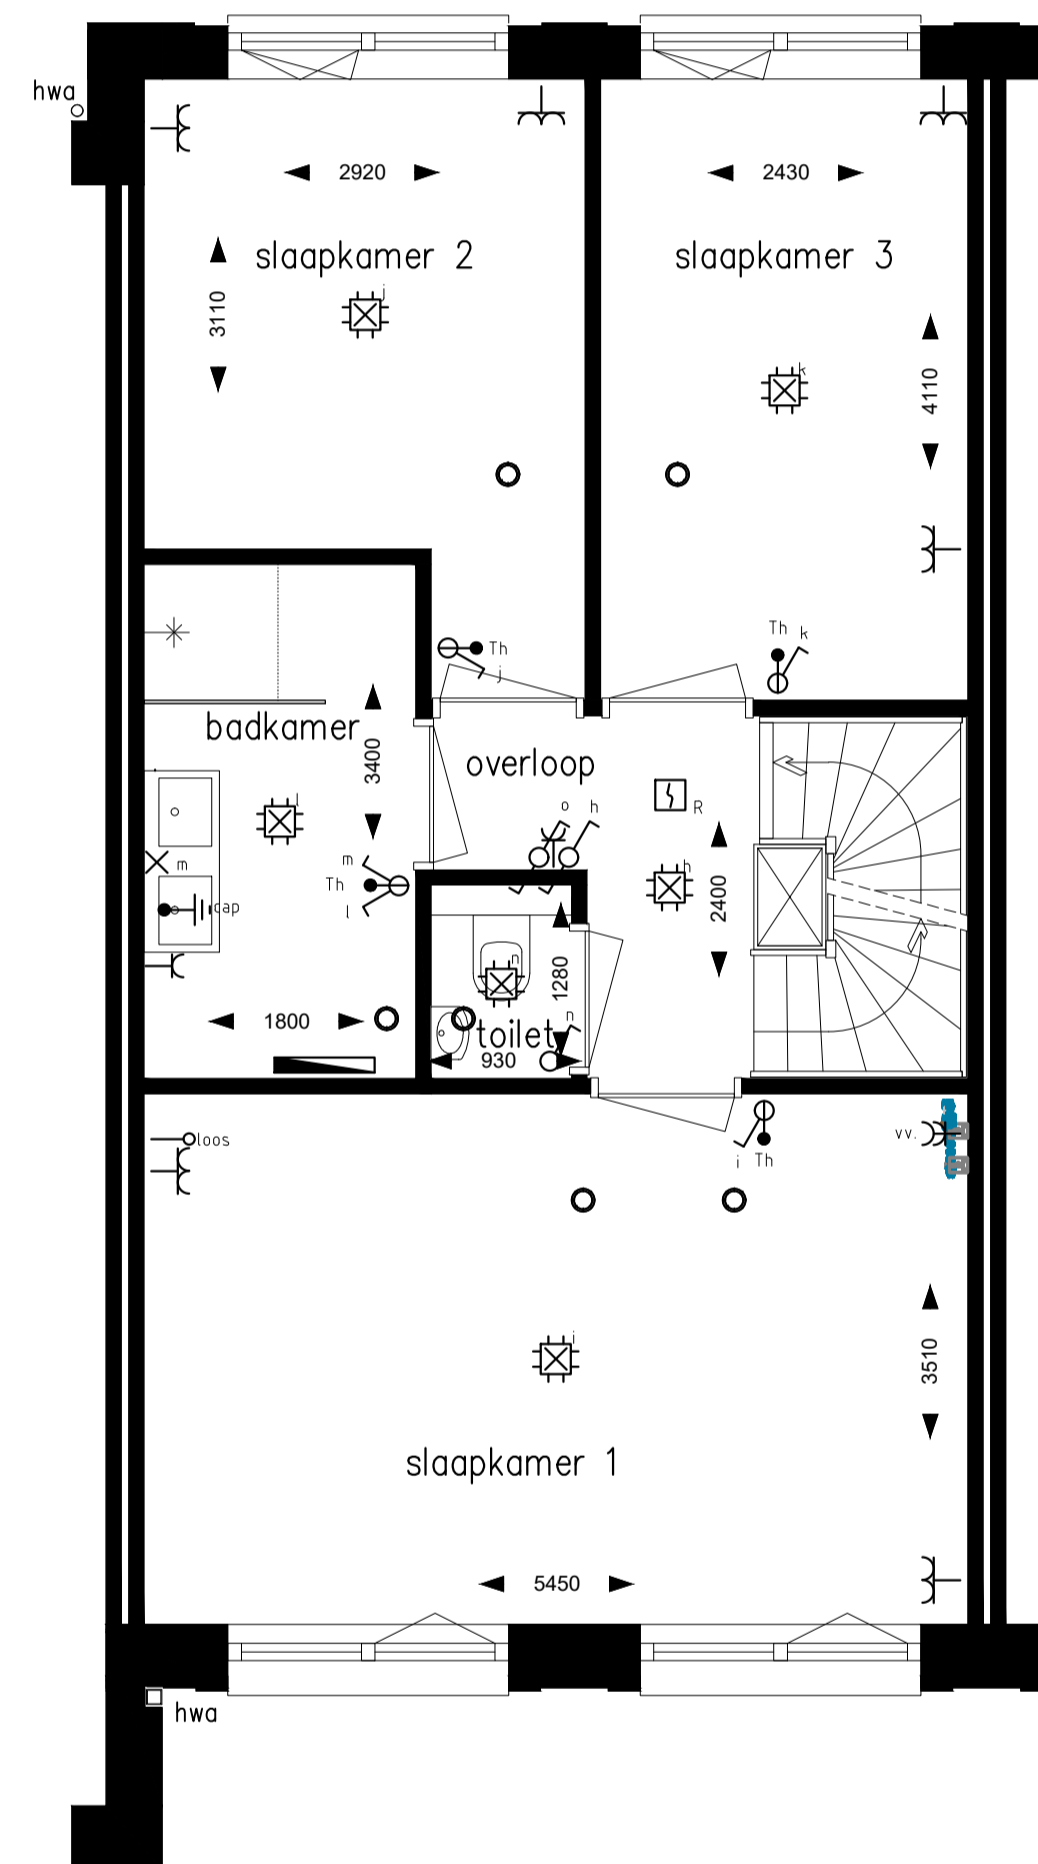 hwa
2920
2430
slaapkamer 2
slaapkamer 3
j
3110
k
4110
Th
j
Th
k
badkamer
3400
overloop
l
o
h
R
m
m
Th
l
h
2400
cap
n
1280
n
1800
toilet
930
loos
i
Th
vv.
i
3510
slaapkamer 1
5450
hwa